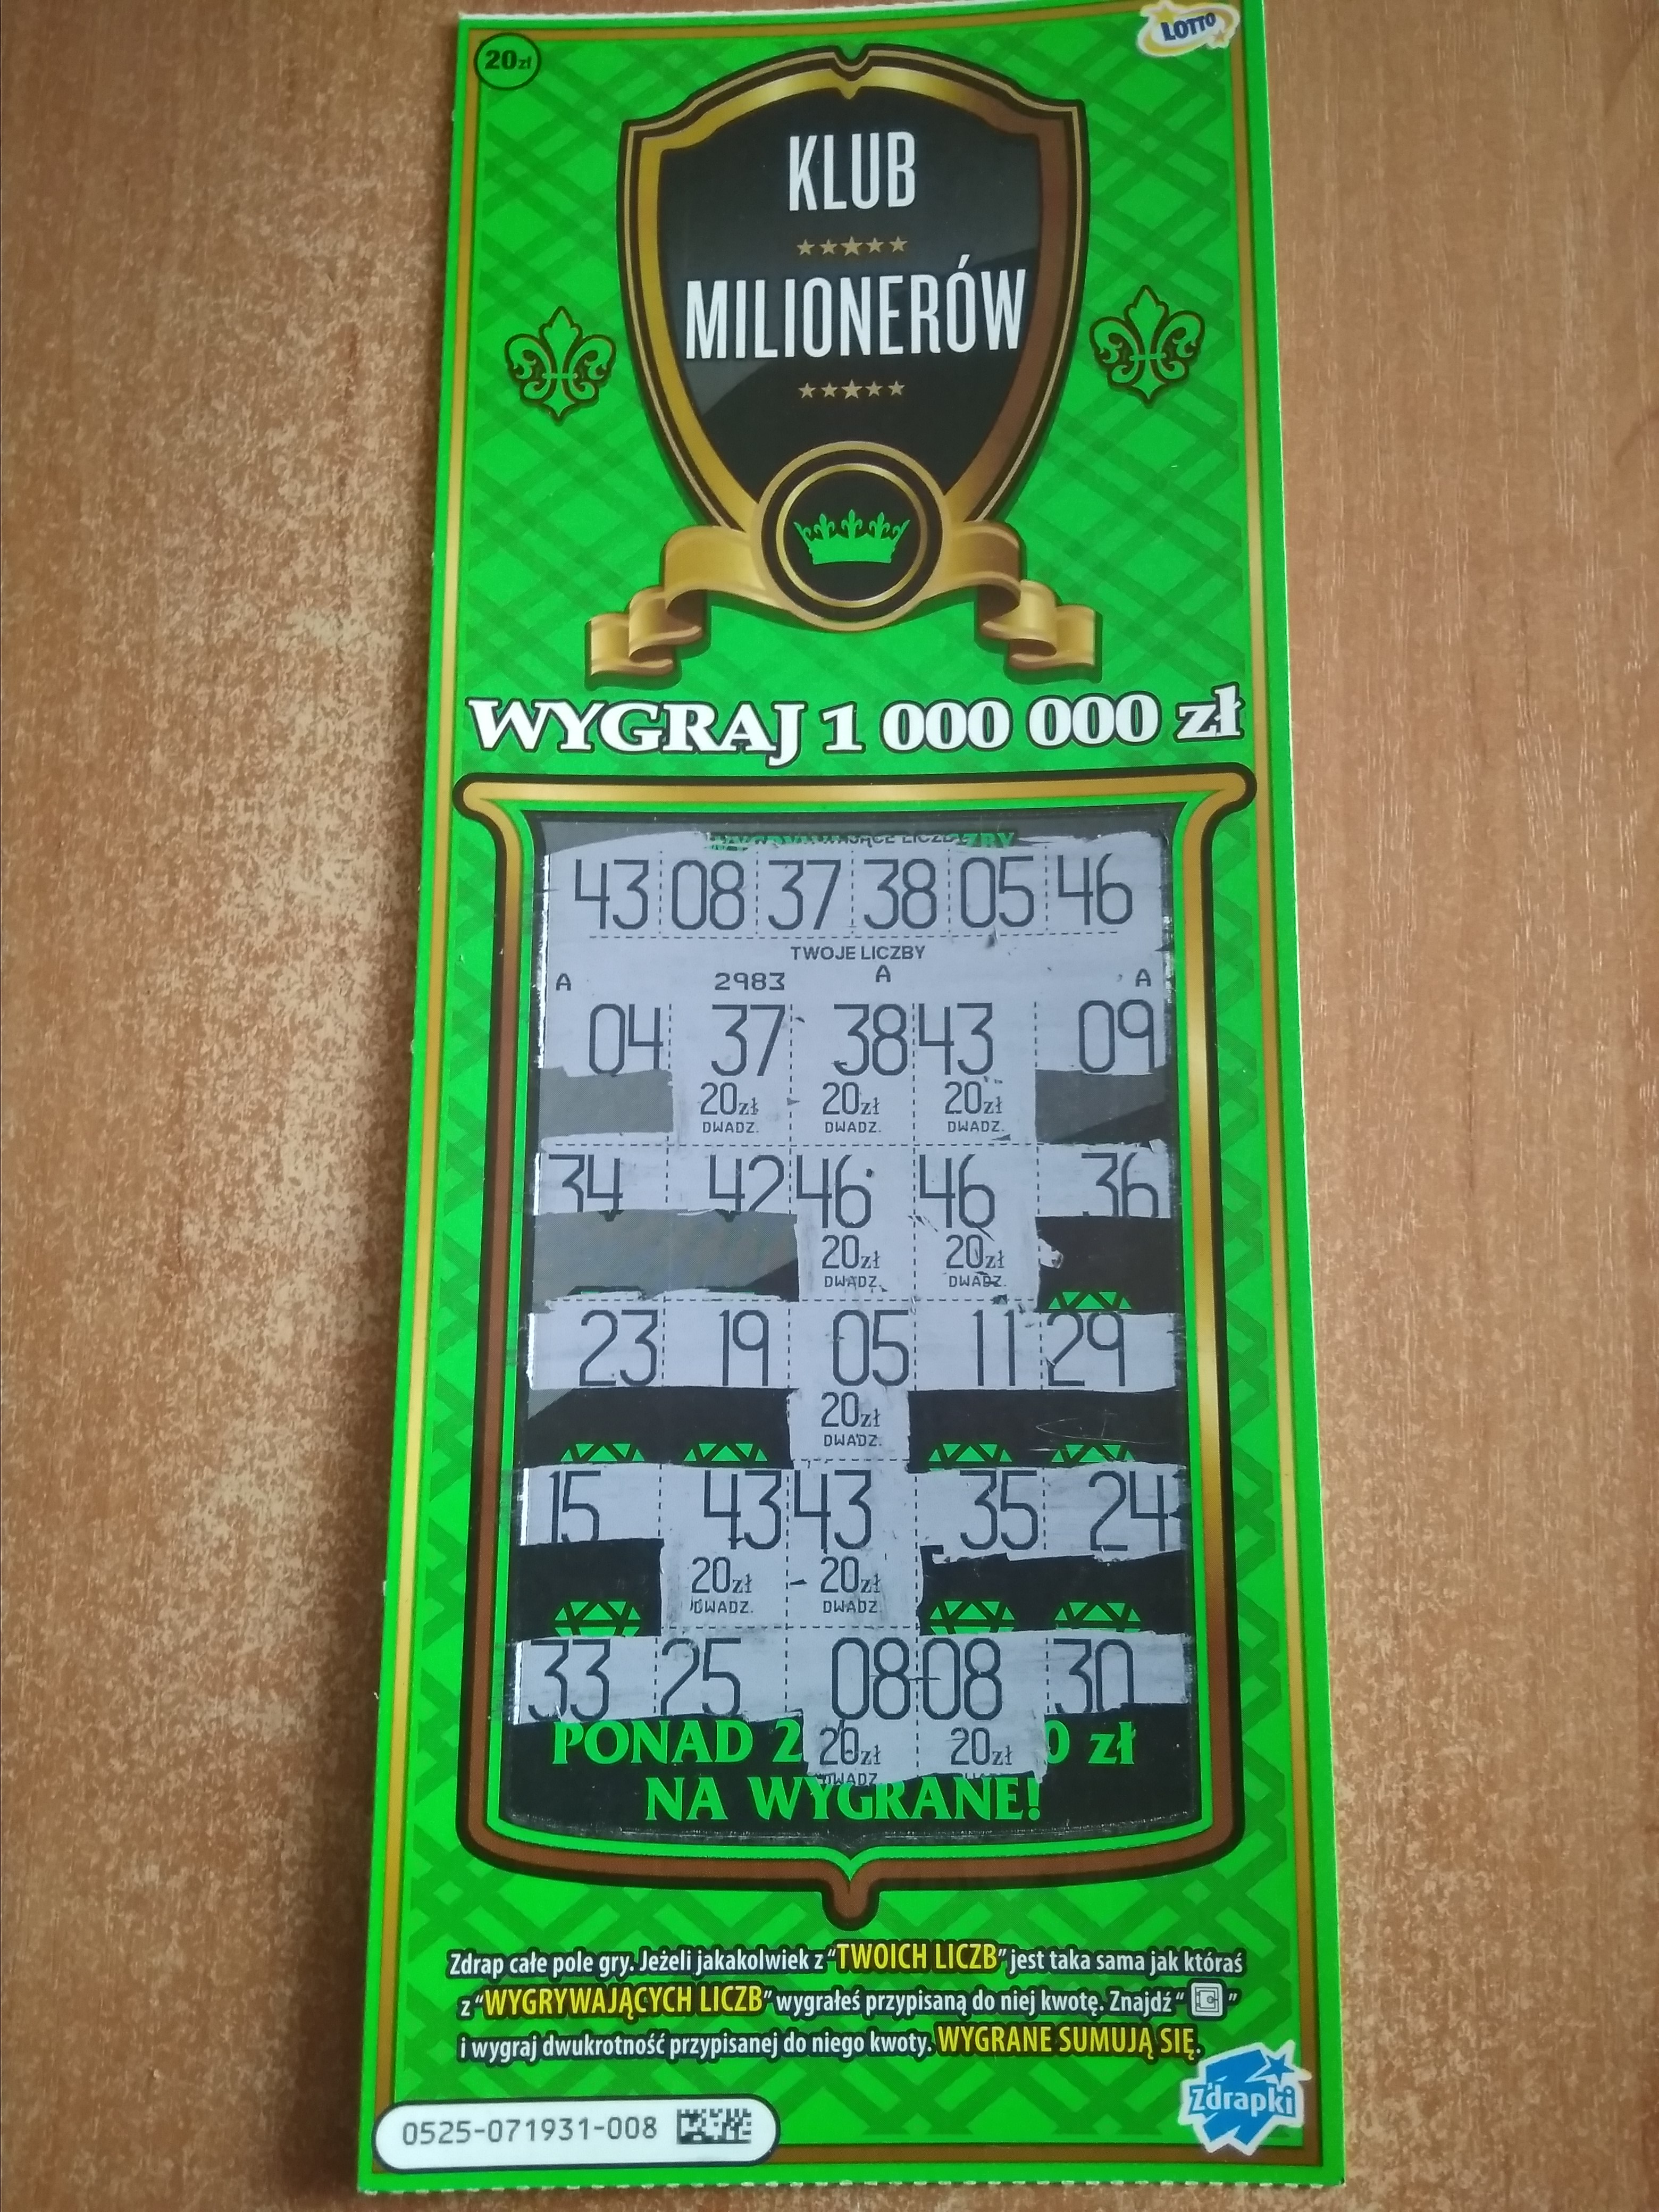 20zł
LOTTO
KLUB
MILIONERÓW
WYGRAJ 1 000 000 zł
43 08 37 38 05 46
TWOJE LICZBY
A 2983 A A
04 37 38 43 09
20zł 20zł 20zł
DWADZ. DWADZ. DWADZ.
34 42 46 46 36
20zł 20zł
DWADZ. DWADZ.
23 19 05 11 29
20zł
DWADZ.
15 43 43 35 24
20zł 20zł
DWADZ. DWADZ.
33 25 08 08 30
PONAD 2 20zł 20zł 0 zł
DWADZ
NA WYGRANE!
Zdrap całe pole gry. Jeżeli jakakolwiek z “TWOICH LICZB” jest taka sama jak któraś
z “WYGRYWAJĄCYCH LICZB” wygrałeś przypisaną do niej kwotę. Znajdź “ ”
i wygraj dwukrotność przypisanej do niego kwoty. WYGRANE SUMUJĄ SIĘ.
Zdrapki
0525-071931-008